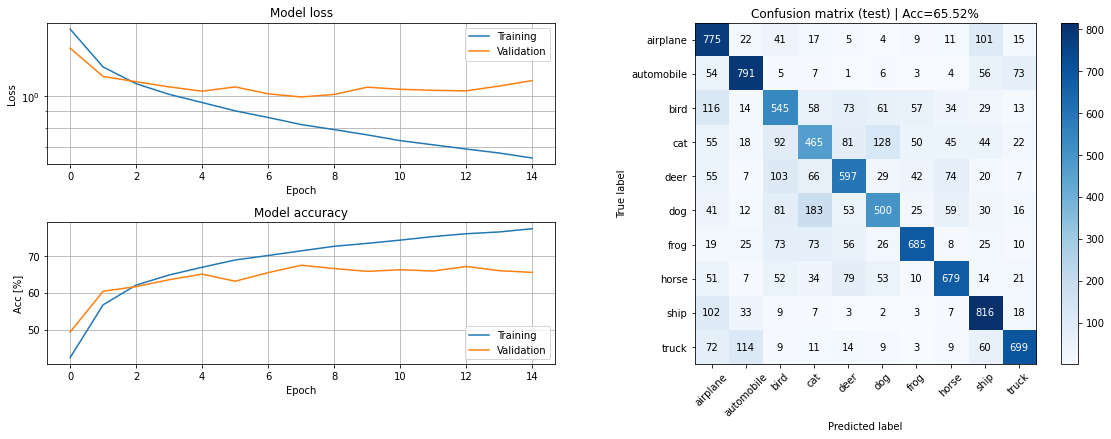 Model loss
Training
Validation
10⁰
Loss
0 2 4 6 8 10 12 14
Epoch
Model accuracy
70
60
50
Acc [%]
Training
Validation
0 2 4 6 8 10 12 14
Epoch
Confusion matrix (test) | Acc=65.52%
True label
airplane 775 22 41 17 5 4 9 11 101 15
automobile 54 791 5 7 1 6 3 4 56 73
bird 116 14 545 58 73 61 57 34 29 13
cat 55 18 92 465 81 128 50 45 44 22
deer 55 7 103 66 597 29 42 74 20 7
dog 41 12 81 183 53 500 25 59 30 16
frog 19 25 73 73 56 26 685 8 25 10
horse 51 7 52 34 79 53 10 679 14 21
ship 102 33 9 7 3 2 3 7 816 18
truck 72 114 9 11 14 9 3 9 60 699
airplane automobile bird cat deer dog frog horse ship truck
Predicted label
800
700
600
500
400
300
200
100